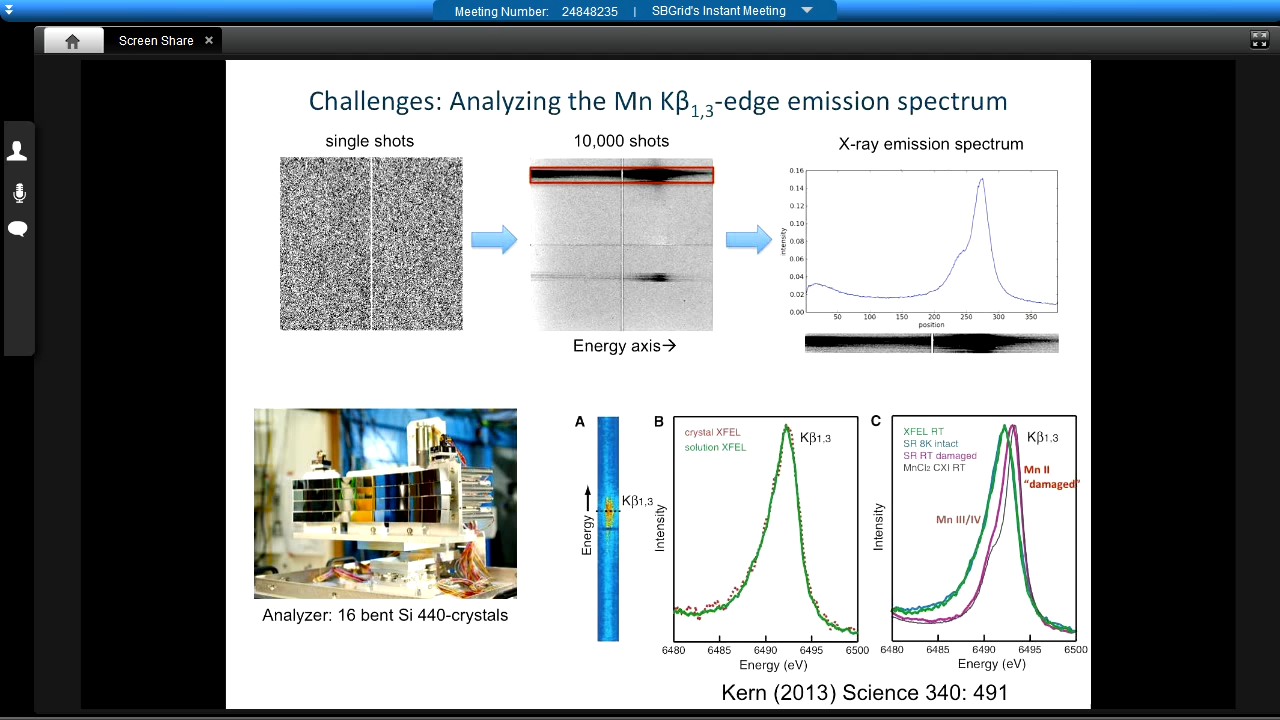 Meeting Number: 24848235 | SBGrid's Instant Meeting
Screen Share ×
Challenges: Analyzing the Mn Kβ1,3-edge emission spectrum
single shots
10,000 shots
X-ray emission spectrum
0.16
0.14
0.12
0.10
0.08
0.06
0.04
0.02
0.00
intensity
50 100 150 200 250 300 350
position
Energy axis→
Analyzer: 16 bent Si 440-crystals
A
Energy
Kβ1,3
B
crystal XFEL
solution XFEL
Kβ1,3
Intensity
6480 6485 6490 6495 6500
Energy (eV)
C
XFEL RT
SR 8K intact
SR RT damaged
MnCl2 CXI RT
Kβ1,3
Mn II
“damaged”
Mn III/IV
Intensity
6480 6485 6490 6495 6500
Energy (eV)
Kern (2013) Science 340: 491